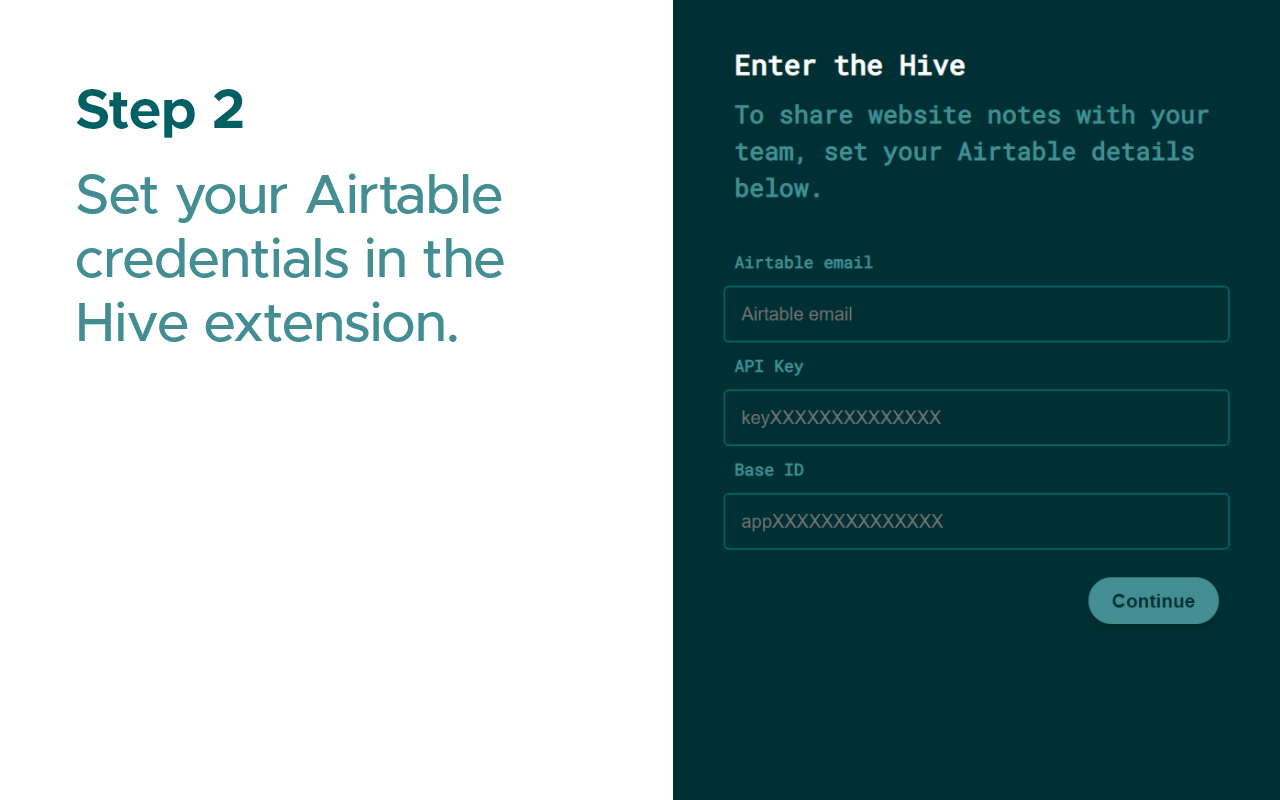 Step 2
Set your Airtable
credentials in the
Hive extension.
Enter the Hive
To share website notes with your
team, set your Airtable details
below.
Airtable email
Airtable email
API Key
keyXXXXXXXXXXXXXX
Base ID
appXXXXXXXXXXXXXX
Continue